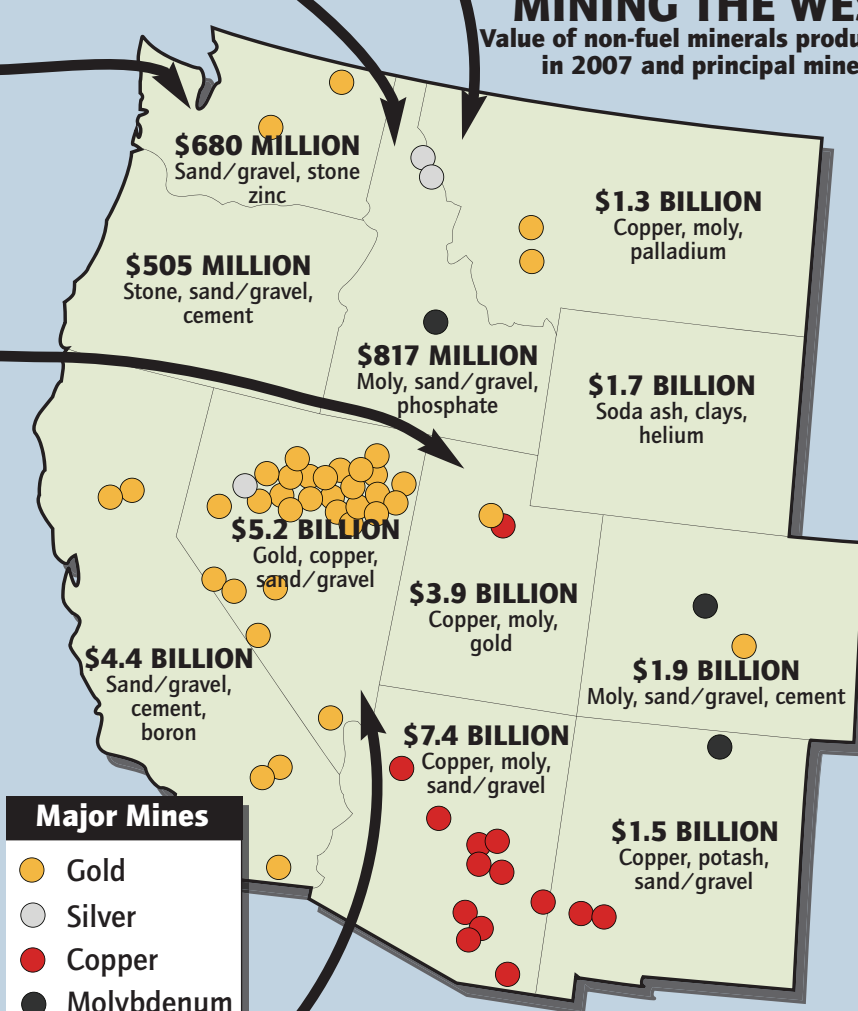 MINING THE WES
Value of non-fuel minerals produ
in 2007 and principal mine
$680 MILLION
Sand/gravel, stone
zinc
$1.3 BILLION
Copper, moly,
palladium
$505 MILLION
Stone, sand/gravel,
cement
$817 MILLION
Moly, sand/gravel,
phosphate
$1.7 BILLION
Soda ash, clays,
helium
$5.2 BILLION
Gold, copper,
sand/gravel
$3.9 BILLION
Copper, moly,
gold
$4.4 BILLION
Sand/gravel,
cement,
boron
$1.9 BILLION
Moly, sand/gravel, cement
$7.4 BILLION
Copper, moly,
sand/gravel
$1.5 BILLION
Copper, potash,
sand/gravel
Major Mines
Gold
Silver
Copper
Molybdenum